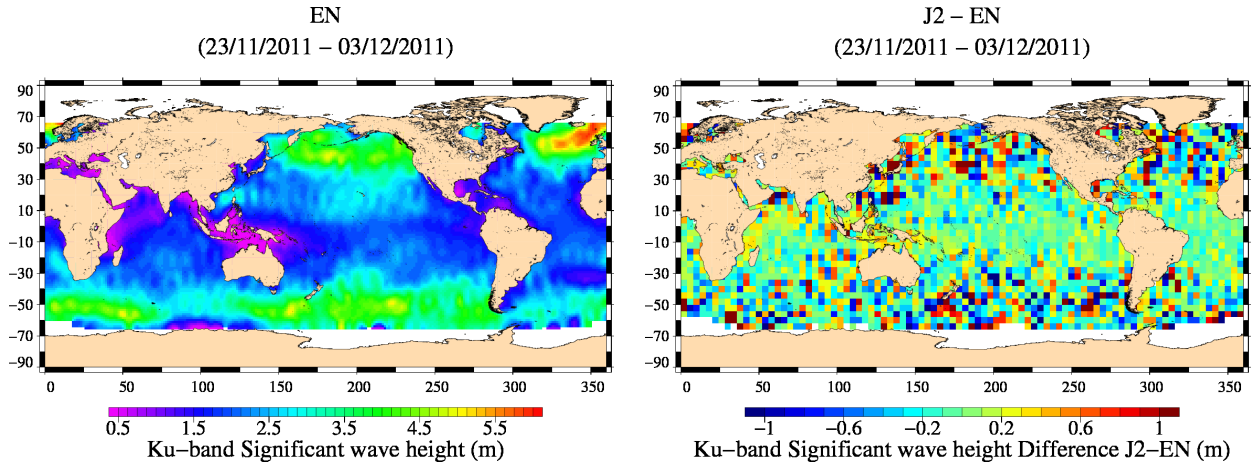 EN
(23/11/2011 − 03/12/2011)
90
70
50
30
10
−10
−30
−50
−70
−90
0 50 100 150 200 250 300 350
0.5 1.5 2.5 3.5 4.5 5.5
Ku−band Significant wave height (m)
J2 − EN
(23/11/2011 − 03/12/2011)
90
70
50
30
10
−10
−30
−50
−70
−90
0 50 100 150 200 250 300 350
−1 −0.6 −0.2 0.2 0.6 1
Ku−band Significant wave height Difference J2−EN (m)